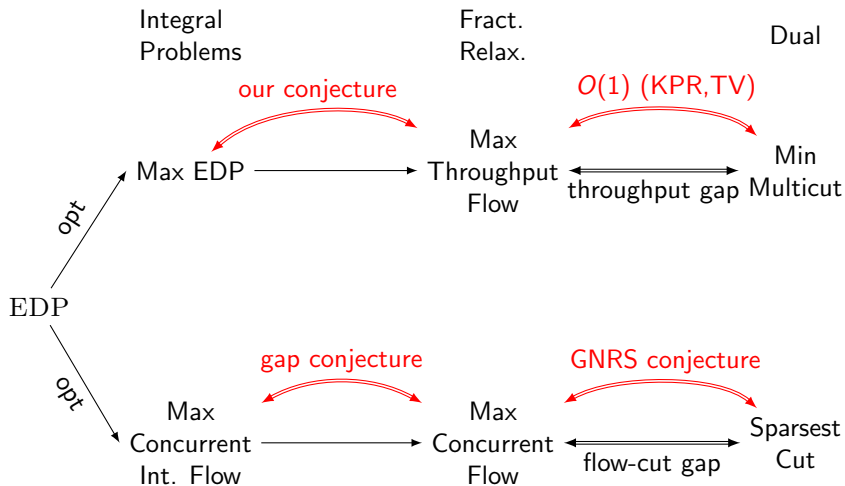 Integral
Problems
Fract.
Relax.
Dual
our conjecture
O(1) (KPR,TV)
Max EDP
Max
Throughput
Flow
throughput gap
Min
Multicut
opt
EDP
opt
gap conjecture
GNRS conjecture
Max
Concurrent
Int. Flow
Max
Concurrent
Flow
flow-cut gap
Sparsest
Cut